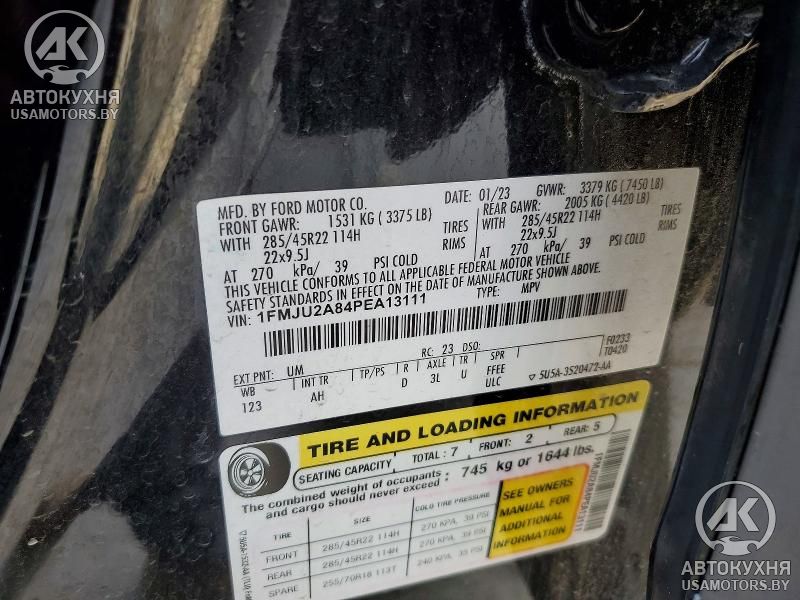 АК
АВТОКУХНЯ
USAMOTORS.BY
MFD. BY FORD MOTOR CO.
DATE: 01/23 GVWR: 3379 KG ( 7450 LB)
FRONT GAWR: 1531 KG ( 3375 LB)
REAR GAWR: 2005 KG ( 4420 LB)
WITH 285/45R22 114H TIRES
WITH 285/45R22 114H TIRES
22x9.5J RIMS
22x9.5J RIMS
AT 270 kPa/ 39 PSI COLD
AT 270 kPa/ 39 PSI COLD
THIS VEHICLE CONFORMS TO ALL APPLICABLE FEDERAL MOTOR VEHICLE
SAFETY STANDARDS IN EFFECT ON THE DATE OF MANUFACTURE SHOWN ABOVE.
VIN: 1FMJU2A84PEA13111
TYPE: MPV
EXT PNT: UM RC: 23 DSO: F0233
T0420
WB INT TR TP/PS R AXLE TR SPR
123 AH D 3L U FFEE
ULC ▽ 5U5A-3520472-AA
TIRE AND LOADING INFORMATION
SEATING CAPACITY TOTAL: 7 FRONT: 2 REAR: 5
The combined weight of occupants
and cargo should never exceed : 745 kg or 1644 lbs.
TIRE SIZE COLD TIRE PRESSURE
FRONT 285/45R22 114H 270 KPA, 39 PSI
REAR 285/45R22 114H 270 KPA, 39 PSI
SPARE 255/70R18 113T 240 KPA, 35 PSI
SEE OWNERS
MANUAL FOR
ADDITIONAL
INFORMATION
1FMJU2A84PEA13111
АК
АВТОКУХНЯ
USAMOTORS.BY